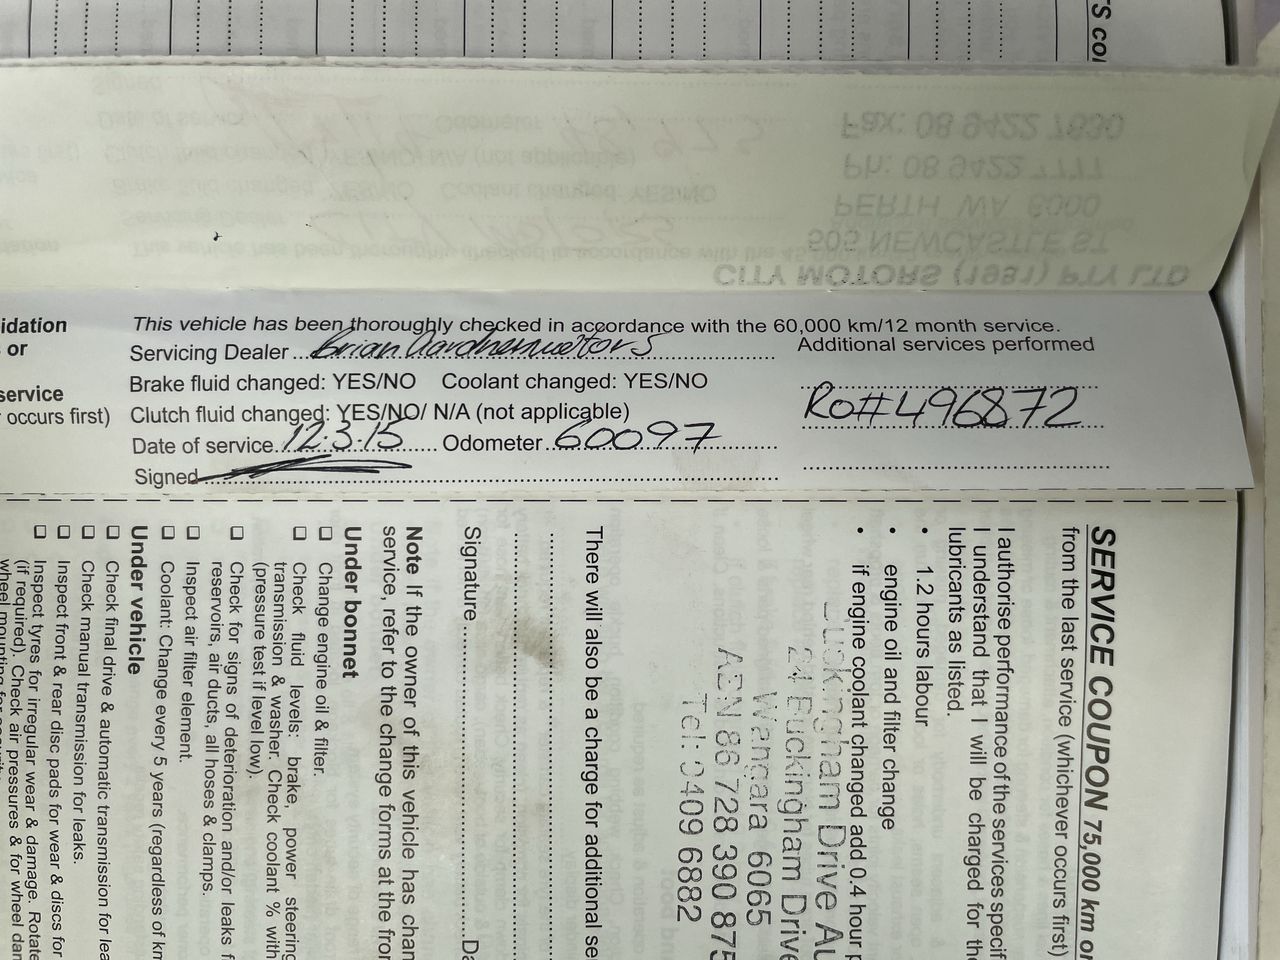 TS coi
idation
or
service
occurs first)
This vehicle has been thoroughly checked in accordance with the 60,000 km/12 month service.
Servicing Dealer Brian Gardner motors
Brake fluid changed: YES/NO Coolant changed: YES/NO
Clutch fluid changed: YES/NO/ N/A (not applicable)
Date of service 12.3.15 Odometer 60097
Signed
Additional services performed
Ro#496872
CITY MOTORS (1981) PTY LTD
505 NEWCASTLE ST
PERTH WA 6000
Ph: 08 9422 7777
Fax: 08 9422 7630
SERVICE COUPON 75,000 km or
from the last service (whichever occurs first)
I authorise performance of the services specif
I understand that I will be charged for th
lubricants as listed.
• 1.2 hours labour
• engine oil and filter change
• if engine coolant changed add 0.4 hour p
Buckingham Drive Au
24 Buckingham Drive
Wangara 6065
ABN 86 728 390 875
Tel: 9409 6882
There will also be a charge for additional se
Signature Da
Note If the owner of this vehicle has chan
service, refer to the change forms at the fron
Under bonnet
Change engine oil & filter.
Check fluid levels: brake, power steering
transmission & washer. Check coolant % with
(pressure test if level low).
Check for signs of deterioration and/or leaks f
reservoirs, air ducts, all hoses & clamps.
Inspect air filter element.
Coolant: Change every 5 years (regardless of km
Under vehicle
Check final drive & automatic transmission for lea
Check manual transmission for leaks.
Inspect front & rear disc pads for wear & discs for
Inspect tyres for irregular wear & damage. Rotate
(if required). Check air pressures & for wheel dan